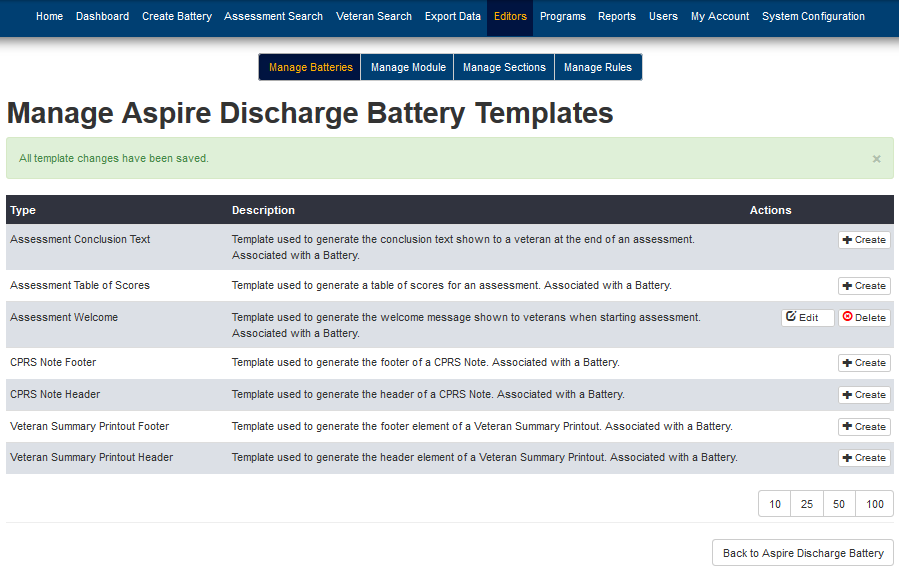 Home Dashboard Create Battery Assessment Search Veteran Search Export Data Editors Programs Reports Users My Account System Configuration
Manage Batteries Manage Module Manage Sections Manage Rules
Manage Aspire Discharge Battery Templates
All template changes have been saved. ×
Type Description Actions
Assessment Conclusion Text Template used to generate the conclusion text shown to a veteran at the end of an assessment. Create
Associated with a Battery.
Assessment Table of Scores Template used to generate a table of scores for an assessment. Associated with a Battery. Create
Assessment Welcome Template used to generate the welcome message shown to veterans when starting assessment. Edit Delete
Associated with a Battery.
CPRS Note Footer Template used to generate the footer of a CPRS Note. Associated with a Battery. Create
CPRS Note Header Template used to generate the header of a CPRS Note. Associated with a Battery. Create
Veteran Summary Printout Footer Template used to generate the footer element of a Veteran Summary Printout. Associated with a Battery. Create
Veteran Summary Printout Header Template used to generate the header element of a Veteran Summary Printout. Associated with a Battery. Create
10 25 50 100
Back to Aspire Discharge Battery